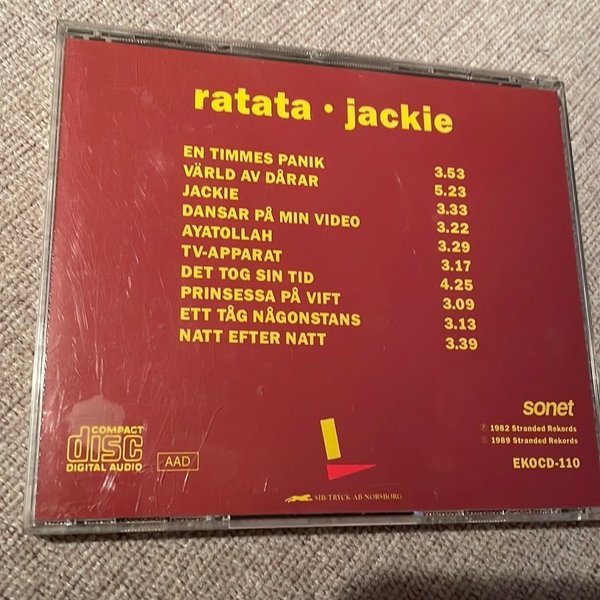 ratata • jackie
EN TIMMES PANIK 3.53
VÄRLD AV DÅRAR 5.23
JACKIE 3.33
DANSAR PÅ MIN VIDEO 3.22
AYATOLLAH 3.29
TV-APPARAT 3.17
DET TOG SIN TID 4.25
PRINSESSA PÅ VIFT 3.09
ETT TÅG NÅGONSTANS 3.13
NATT EFTER NATT 3.39
COMPACT
disc
DIGITAL AUDIO
AAD
SIB-TRYCK AB NORSBORG
sonet
℗ 1982 Stranded Rekords
© 1989 Stranded Rekords
EKOCD-110